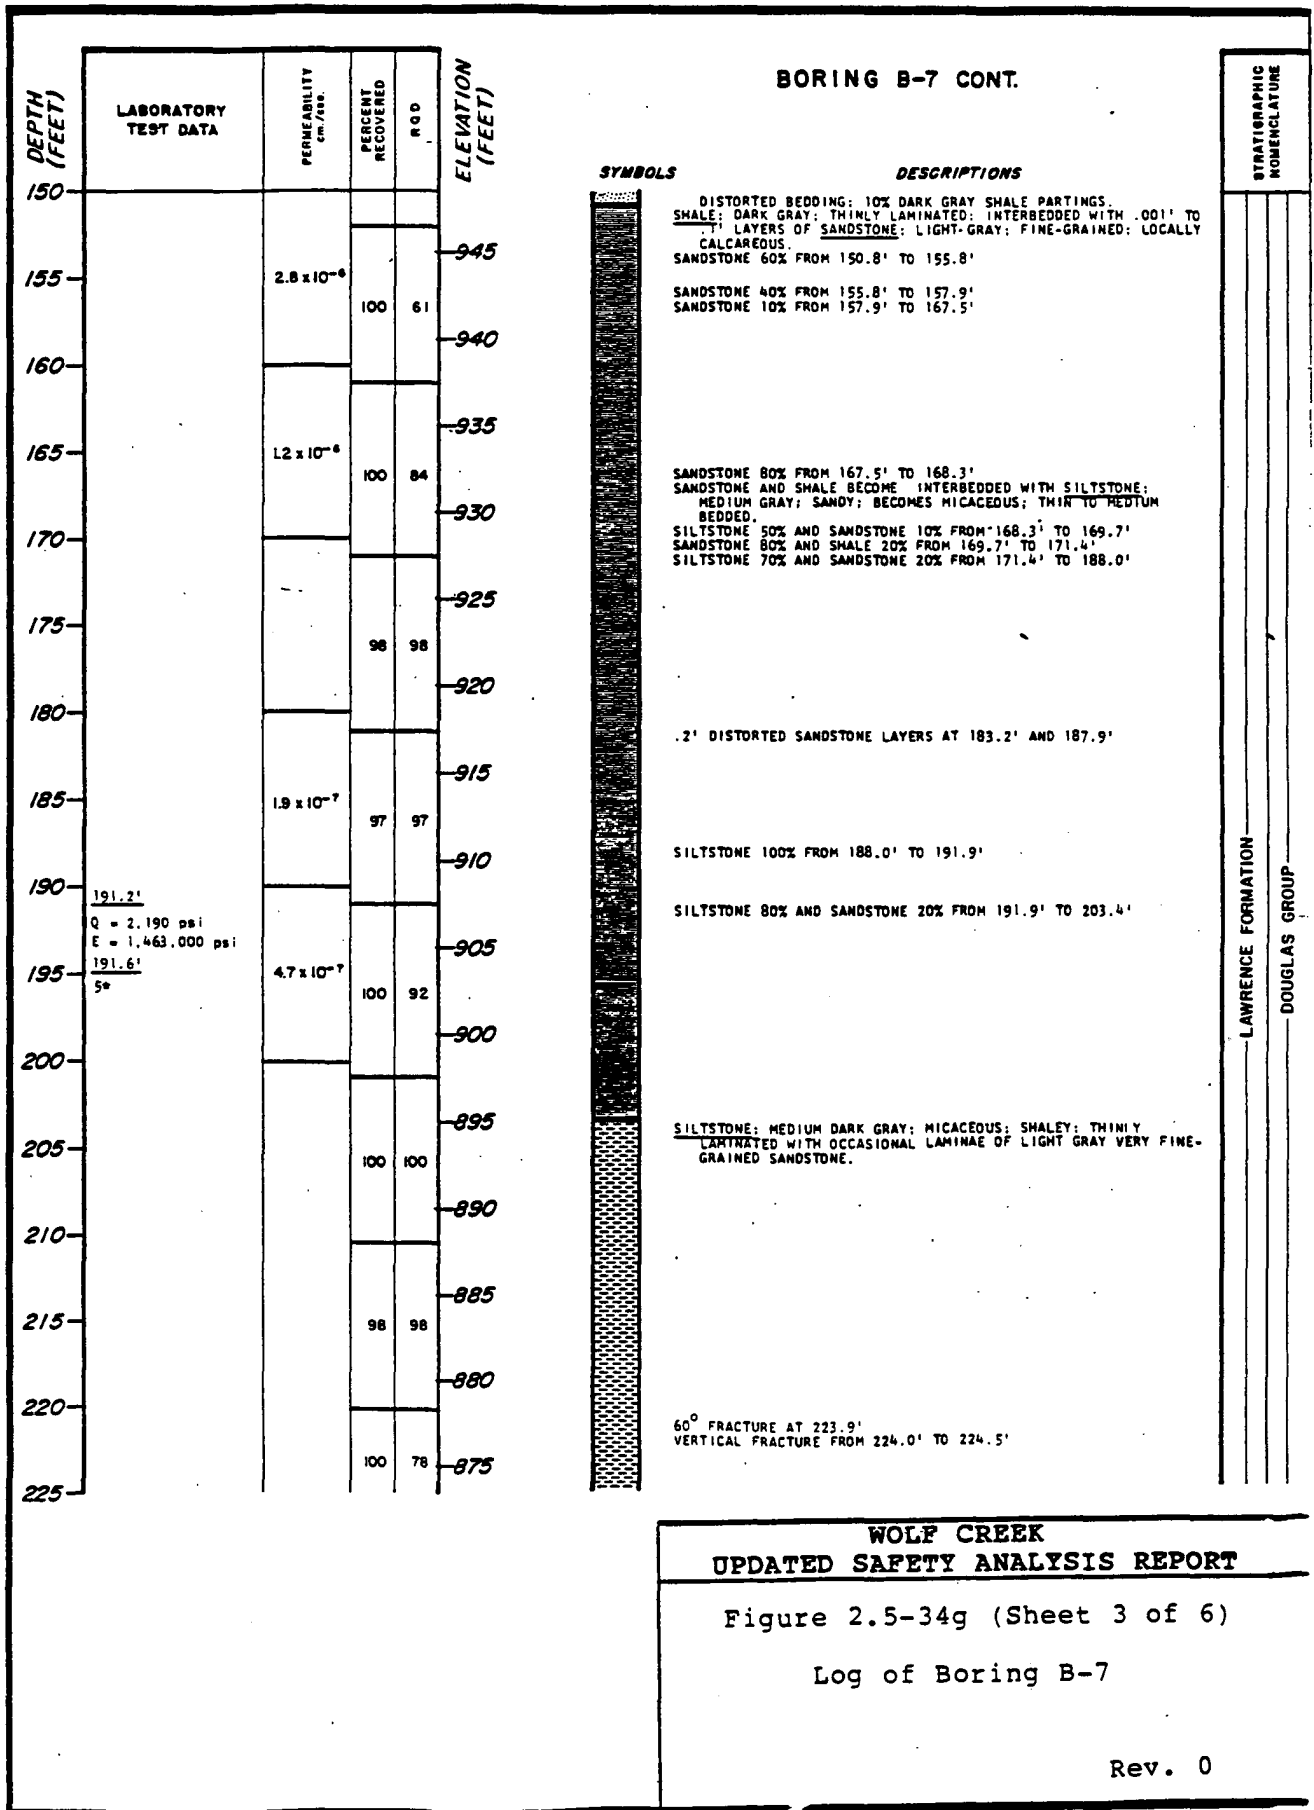 BORING B-7 CONT.
DEPTH (FEET)
LABORATORY TEST DATA
PERMEABILITY cm./sec.
PERCENT RECOVERED
RQD
ELEVATION (FEET)
SYMBOLS
DESCRIPTIONS
STRATIGRAPHIC NOMENCLATURE
150
155
160
165
170
175
180
185
190
195
200
205
210
215
220
225
191.2'
Q = 2,190 psi
E = 1,463,000 psi
191.6'
5*
2.8 x 10⁻⁶
1.2 x 10⁻⁶
1.9 x 10⁻⁷
4.7 x 10⁻⁷
100 61
100 84
98 98
97 97
100 92
100 100
98 98
100 78
945
940
935
930
925
920
915
910
905
900
895
890
885
880
875
DISTORTED BEDDING; 10% DARK GRAY SHALE PARTINGS.
SHALE; DARK GRAY; THINLY LAMINATED; INTERBEDDED WITH .001' TO
.1' LAYERS OF SANDSTONE; LIGHT-GRAY; FINE-GRAINED; LOCALLY
CALCAREOUS.
SANDSTONE 60% FROM 150.8' TO 155.8'
SANDSTONE 40% FROM 155.8' TO 157.9'
SANDSTONE 10% FROM 157.9' TO 167.5'
SANDSTONE 80% FROM 167.5' TO 168.3'
SANDSTONE AND SHALE BECOME INTERBEDDED WITH SILTSTONE;
MEDIUM GRAY; SANDY; BECOMES MICACEOUS; THIN TO MEDIUM
BEDDED.
SILTSTONE 50% AND SANDSTONE 10% FROM 168.3' TO 169.7'
SANDSTONE 80% AND SHALE 20% FROM 169.7' TO 171.4'
SILTSTONE 70% AND SANDSTONE 20% FROM 171.4' TO 188.0'
.2' DISTORTED SANDSTONE LAYERS AT 183.2' AND 187.9'
SILTSTONE 100% FROM 188.0' TO 191.9'
SILTSTONE 80% AND SANDSTONE 20% FROM 191.9' TO 203.4'
SILTSTONE; MEDIUM DARK GRAY; MICACEOUS; SHALEY; THINLY
LAMINATED WITH OCCASIONAL LAMINAE OF LIGHT GRAY VERY FINE-
GRAINED SANDSTONE.
60° FRACTURE AT 223.9'
VERTICAL FRACTURE FROM 224.0' TO 224.5'
LAWRENCE FORMATION
DOUGLAS GROUP
WOLF CREEK
UPDATED SAFETY ANALYSIS REPORT
Figure 2.5-34g (Sheet 3 of 6)
Log of Boring B-7
Rev. 0